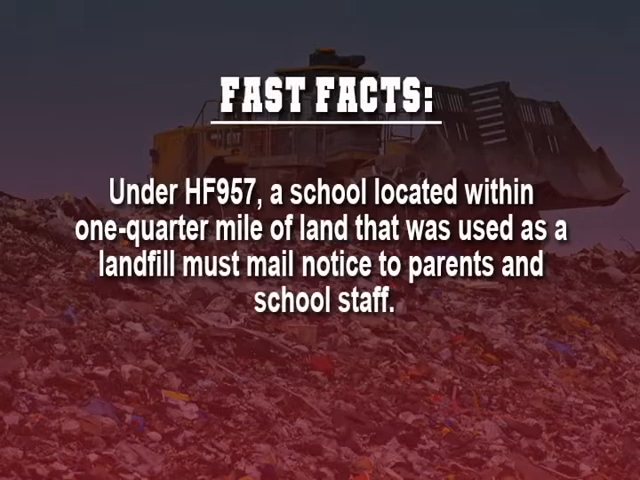 FAST FACTS:
Under HF957, a school located within
one-quarter mile of land that was used as a
landfill must mail notice to parents and
school staff.